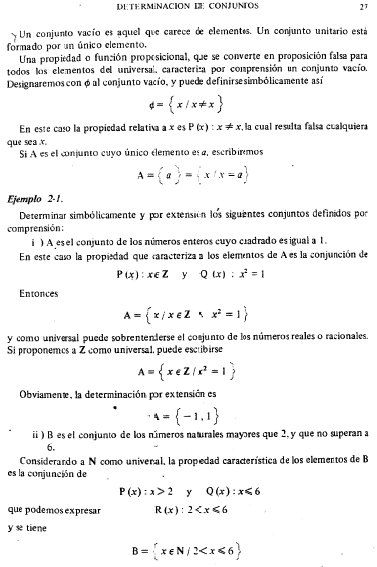 DETERMINACION DE CONJUNTOS 27
Un conjunto vacío es aquel que carece de elementos. Un conjunto unitario está
formado por un único elemento.
Una propiedad o función proposicional, que se converte en proposición falsa para
todos los elementos del universal, caracteriza por comprensión un conjunto vacío.
Designaremos con ϕ al conjunto vacío, y puede definirse simbólicamente así
ϕ = { x / x ≠ x }
En este caso la propiedad relativa a x es P (x) : x ≠ x, la cual resulta falsa cualquiera
que sea x.
Si A es el conjunto cuyo único elemento es a, escribiremos
A = { a } = { x / x = a }
Ejemplo 2-1.
Determinar simbólicamente y por extensión los siguientes conjuntos definidos por
comprensión:
i ) A es el conjunto de los números enteros cuyo cuadrado es igual a 1.
En este caso la propiedad que caracteriza a los elementos de A es la conjunción de
P (x) : x ∈ Z y Q (x) : x² = 1
Entonces
A = { x / x ∈ Z ∧ x² = 1 }
y como universal puede sobrentenderse el conjunto de los números reales o racionales.
Si proponemos a Z como universal, puede escribirse
A = { x ∈ Z / x² = 1 }
Obviamente, la determinación por extensión es
A = { − 1 , 1 }
ii ) B es el conjunto de los números naturales mayores que 2, y que no superan a
6.
Considerando a N como universal, la propiedad característica de los elementos de B
es la conjunción de
P (x) : x > 2 y Q (x) : x ⩽ 6
que podemos expresar R (x) : 2 < x ⩽ 6
y se tiene
B = { x ∈ N / 2 < x ⩽ 6 }